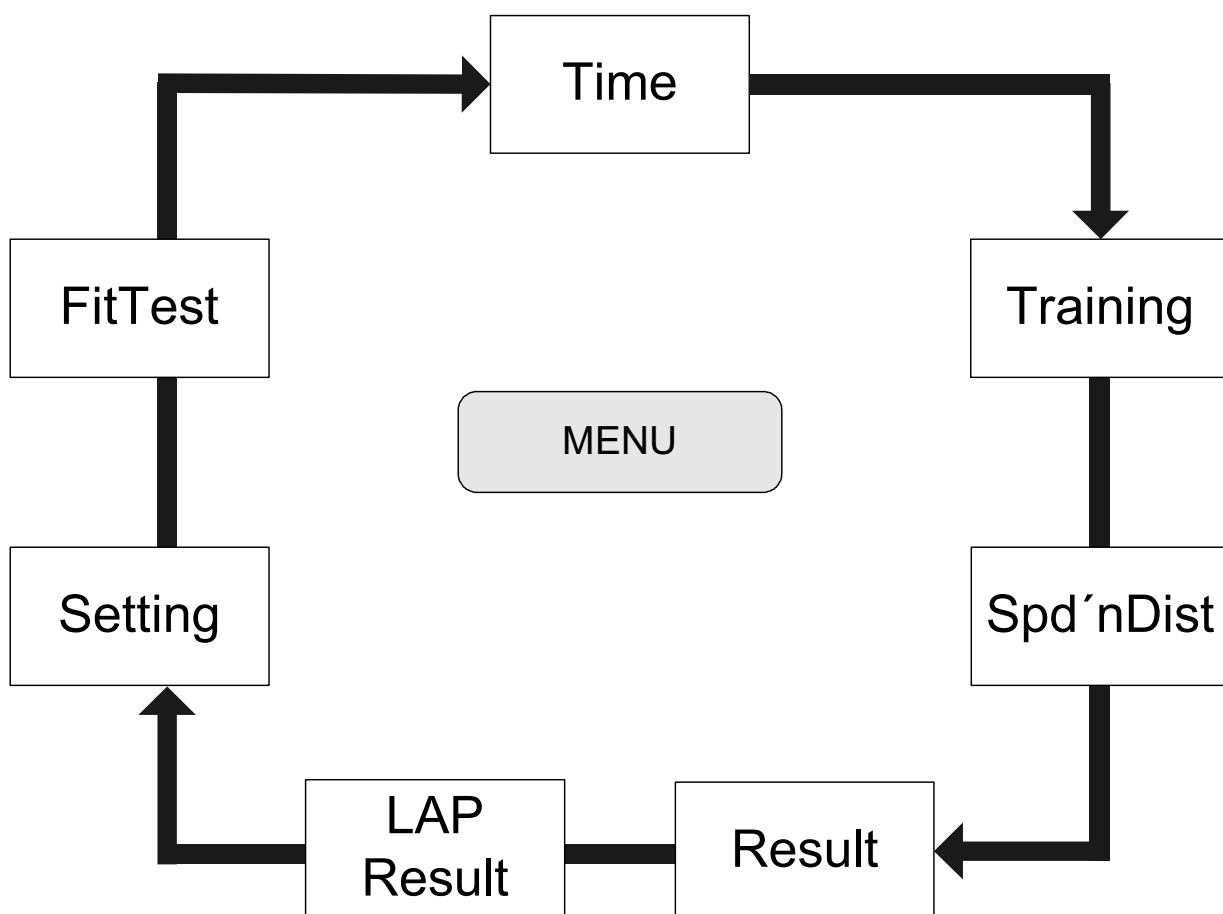 Time
FitTest
Training
MENU
Setting
Spd´nDist
LAP
Result
Result